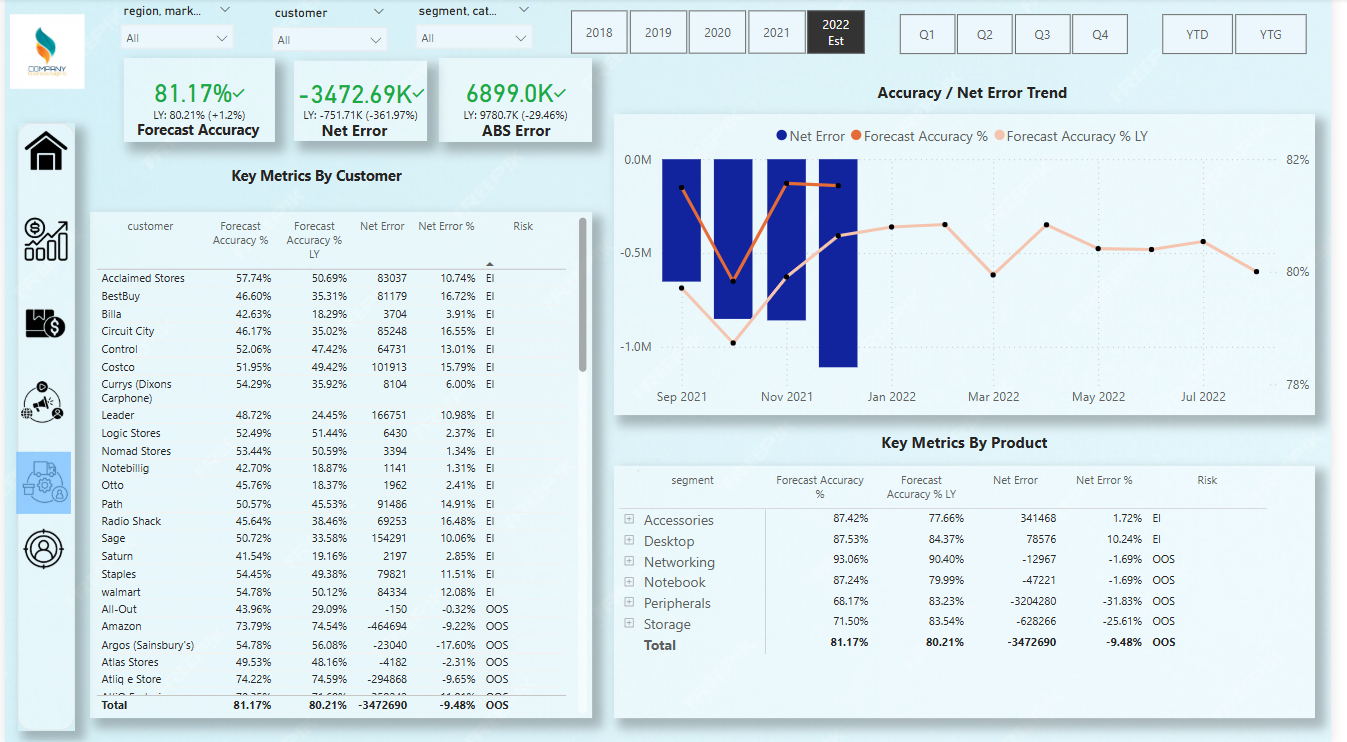 COMPANY
region, mark...
customer
segment, cat...
All
All
All
2018
2019
2020
2021
2022
Est
Q1
Q2
Q3
Q4
YTD
YTG
81.17%
LY: 80.21% (+1.2%)
Forecast Accuracy
-3472.69K
LY: -751.71K (-361.97%)
Net Error
6899.0K
LY: 9780.7K (-29.46%)
ABS Error
Key Metrics By Customer
customer Forecast Accuracy % Forecast Accuracy % LY Net Error Net Error % Risk
Acclaimed Stores 57.74% 50.69% 83037 10.74% EI
BestBuy 46.60% 35.31% 81179 16.72% EI
Billa 42.63% 18.29% 3704 3.91% EI
Circuit City 46.17% 35.02% 85248 16.55% EI
Control 52.06% 47.42% 64731 13.01% EI
Costco 51.95% 49.42% 101913 15.79% EI
Currys (Dixons Carphone) 54.29% 35.92% 8104 6.00% EI
Leader 48.72% 24.45% 166751 10.98% EI
Logic Stores 52.49% 51.44% 6430 2.37% EI
Nomad Stores 53.44% 50.59% 3394 1.34% EI
Notebillig 42.70% 18.87% 1141 1.31% EI
Otto 45.76% 18.37% 1962 2.41% EI
Path 50.57% 45.53% 91486 14.91% EI
Radio Shack 45.64% 38.46% 69253 16.48% EI
Sage 50.72% 33.58% 154291 10.06% EI
Saturn 41.54% 19.16% 2197 2.85% EI
Staples 54.45% 49.38% 79821 11.51% EI
walmart 54.78% 50.12% 84334 12.08% EI
All-Out 43.96% 29.09% -150 -0.32% OOS
Amazon 73.79% 74.54% -464694 -9.22% OOS
Argos (Sainsbury's) 54.78% 56.08% -23040 -17.60% OOS
Atlas Stores 49.53% 48.16% -4182 -2.31% OOS
Atliq e Store 74.22% 74.59% -294868 -9.65% OOS
Total 81.17% 80.21% -3472690 -9.48% OOS
Accuracy / Net Error Trend
Net Error Forecast Accuracy % Forecast Accuracy % LY
0.0M
-0.5M
-1.0M
82%
80%
78%
Sep 2021 Nov 2021 Jan 2022 Mar 2022 May 2022 Jul 2022
Key Metrics By Product
segment Forecast Accuracy % Forecast Accuracy % LY Net Error Net Error % Risk
Accessories 87.42% 77.66% 341468 1.72% EI
Desktop 87.53% 84.37% 78576 10.24% EI
Networking 93.06% 90.40% -12967 -1.69% OOS
Notebook 87.24% 79.99% -47221 -1.69% OOS
Peripherals 68.17% 83.23% -3204280 -31.83% OOS
Storage 71.50% 83.54% -628266 -25.61% OOS
Total 81.17% 80.21% -3472690 -9.48% OOS